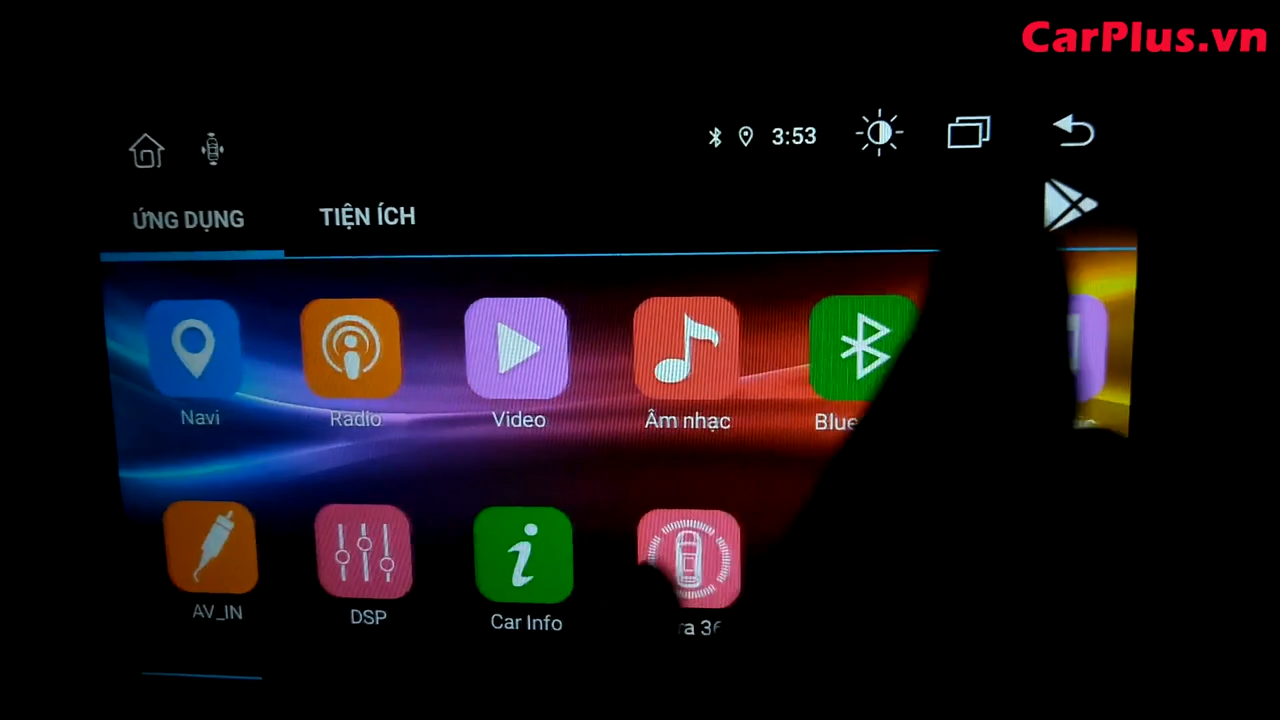 CarPlus.vn
3:53
ỨNG DỤNG TIỆN ÍCH
Navi Radio Video Âm nhạc
AV_IN DSP Car Info